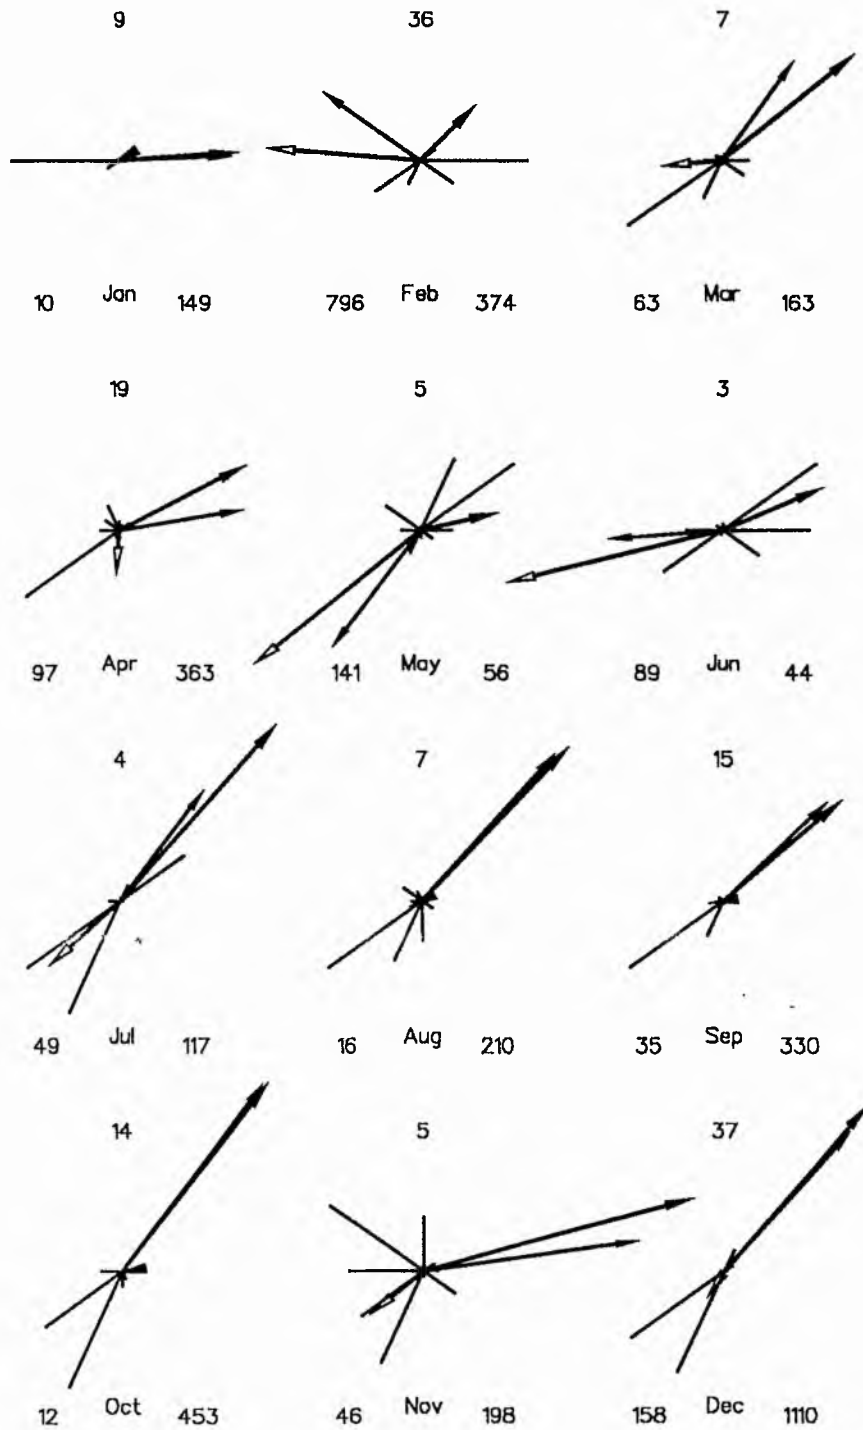 9 36 7
10 Jan 149 796 Feb 374 63 Mar 163
19 5 3
97 Apr 363 141 May 56 89 Jun 44
4 7 15
49 Jul 117 16 Aug 210 35 Sep 330
14 5 37
12 Oct 453 46 Nov 198 158 Dec 1110